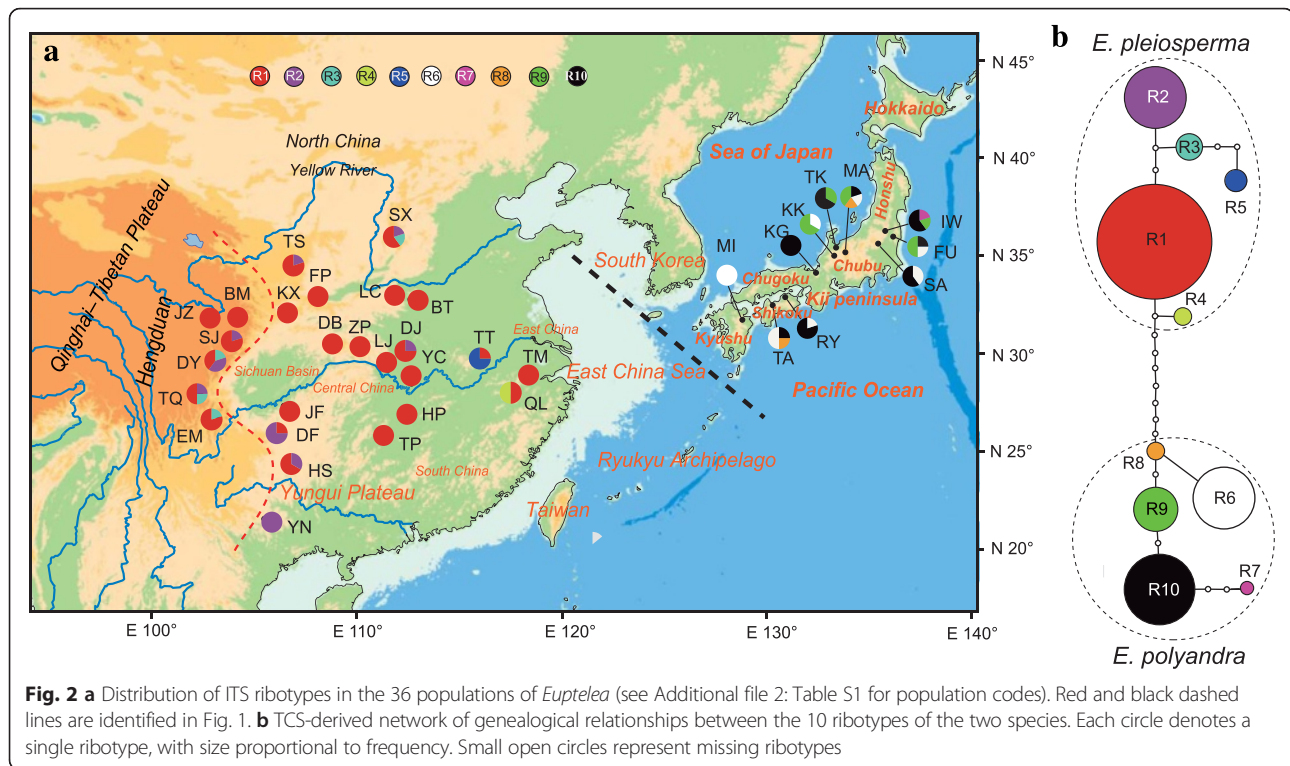 a
R1 R2 R3 R4 R5 R6 R7 R8 R9 R10
N 45°
N 40°
N 35°
N 30°
N 25°
N 20°
E 100°
E 110°
E 120°
E 130°
E 140°
Hokkaido
North China
Yellow River
Sea of Japan
Honshu
Qinghai-Tibetan Plateau
Hengduan
South Korea
Chugoku
Chubu
Kii peninsula
Shikoku
Kyushu
Sichuan Basin
Central China
East China
East China Sea
Pacific Ocean
South China
Yungui Plateau
Ryukyu Archipelago
Taiwan
SX
TS
FP
KX
BM
JZ
SJ
DY
TQ
EM
LC
BT
DB
ZP
LJ
DJ
YC
TT
TM
QL
JF
DF
HS
HP
TP
YN
TK
MA
KK
KG
MI
IW
FU
SA
RY
TA
b
E. pleiosperma
R2
R3
R5
R1
R4
R8
R6
R9
R10
R7
E. polyandra
Fig. 2 a Distribution of ITS ribotypes in the 36 populations of Euptelea (see Additional file 2: Table S1 for population codes). Red and black dashed
lines are identified in Fig. 1. b TCS-derived network of genealogical relationships between the 10 ribotypes of the two species. Each circle denotes a
single ribotype, with size proportional to frequency. Small open circles represent missing ribotypes